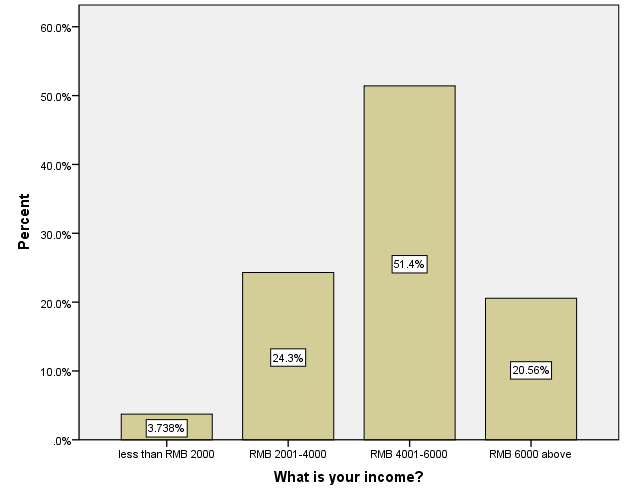 60.0%
50.0%
40.0%
30.0%
20.0%
10.0%
.0%
Percent
3.738%
24.3%
51.4%
20.56%
less than RMB 2000
RMB 2001-4000
RMB 4001-6000
RMB 6000 above
What is your income?